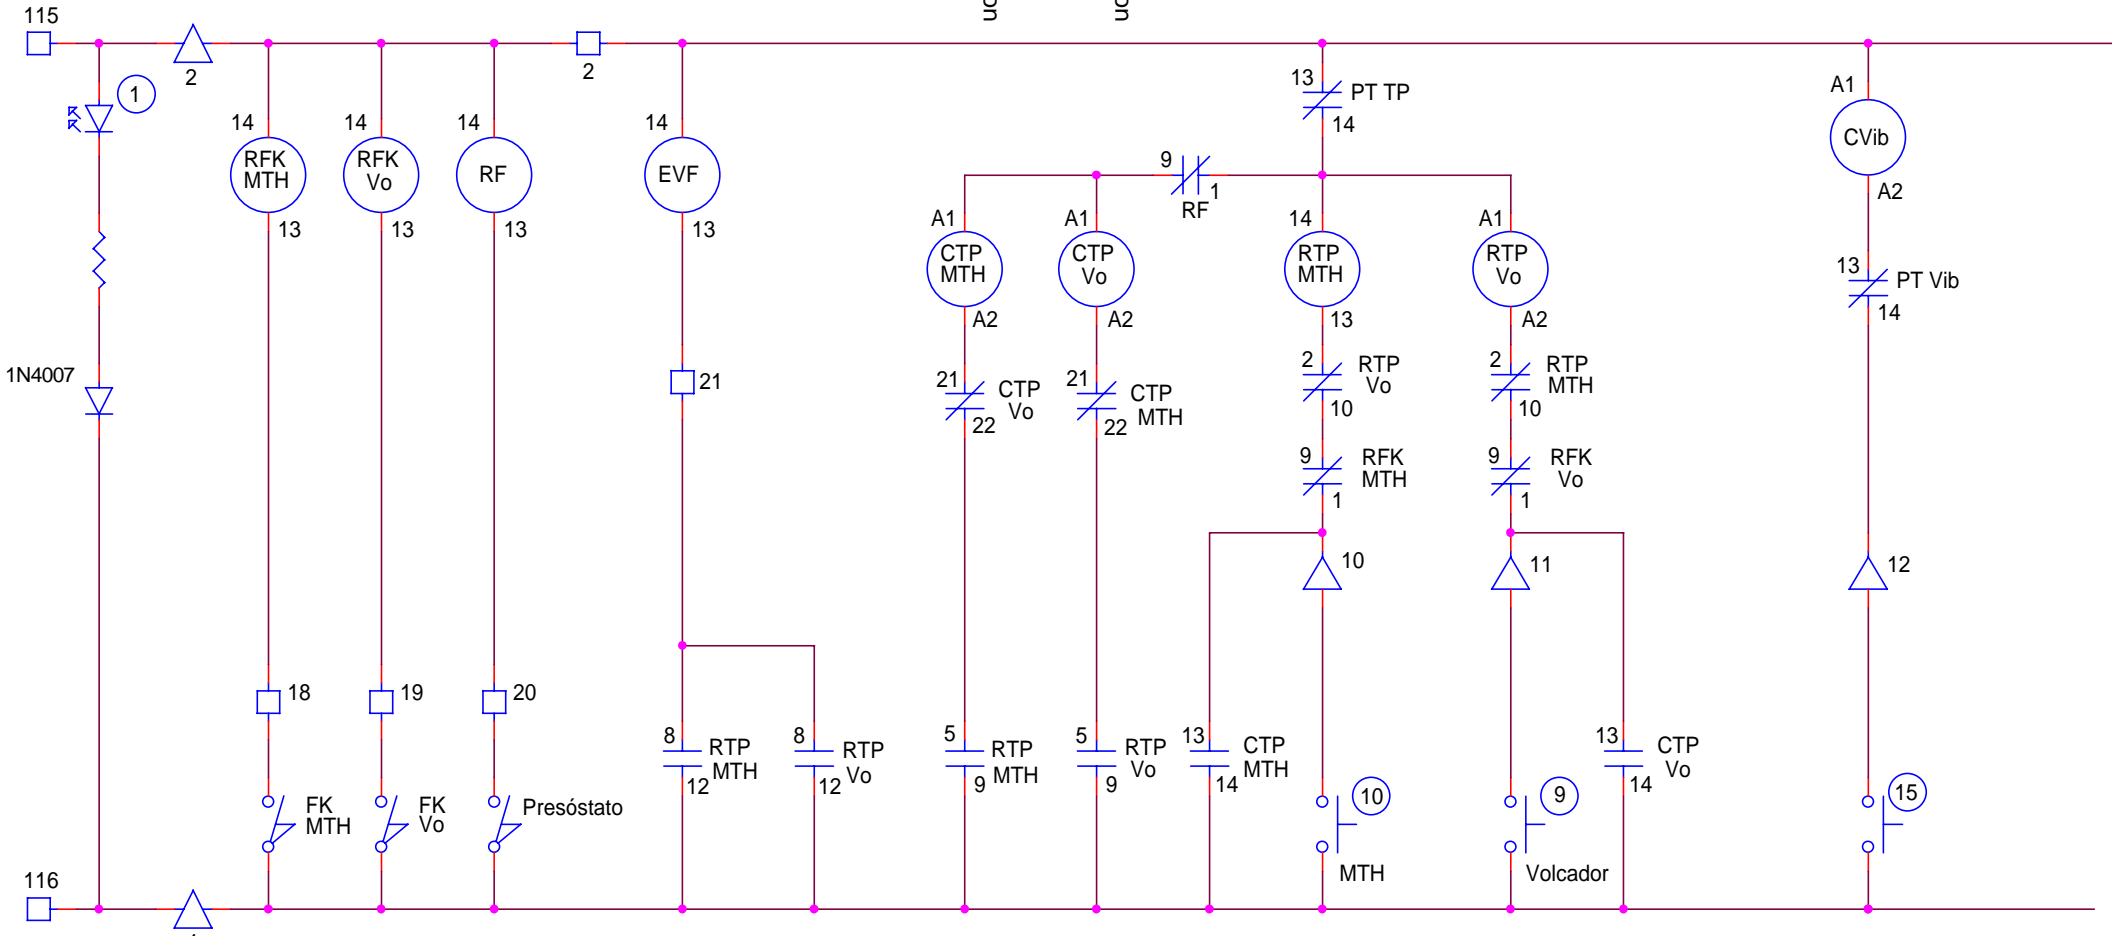 on
on
115
2
2
1
13
PT TP
14
A1
CVib
A2
14
RFK
MTH
13
14
RFK
Vo
13
14
RF
13
14
EVF
13
9
1
RF
A1
CTP
MTH
A2
A1
CTP
Vo
A2
14
RTP
MTH
13
A1
RTP
Vo
A2
13
PT Vib
14
1N4007
21
21
CTP
Vo
22
21
CTP
MTH
22
2
RTP
Vo
10
2
RTP
MTH
10
9
RFK
MTH
1
9
RFK
Vo
1
10
11
12
18
19
20
8
RTP
MTH
12
8
RTP
Vo
12
5
RTP
MTH
9
5
RTP
Vo
9
13
CTP
MTH
14
13
CTP
Vo
14
FK
MTH
FK
Vo
Presóstato
10
MTH
9
Volcador
15
116